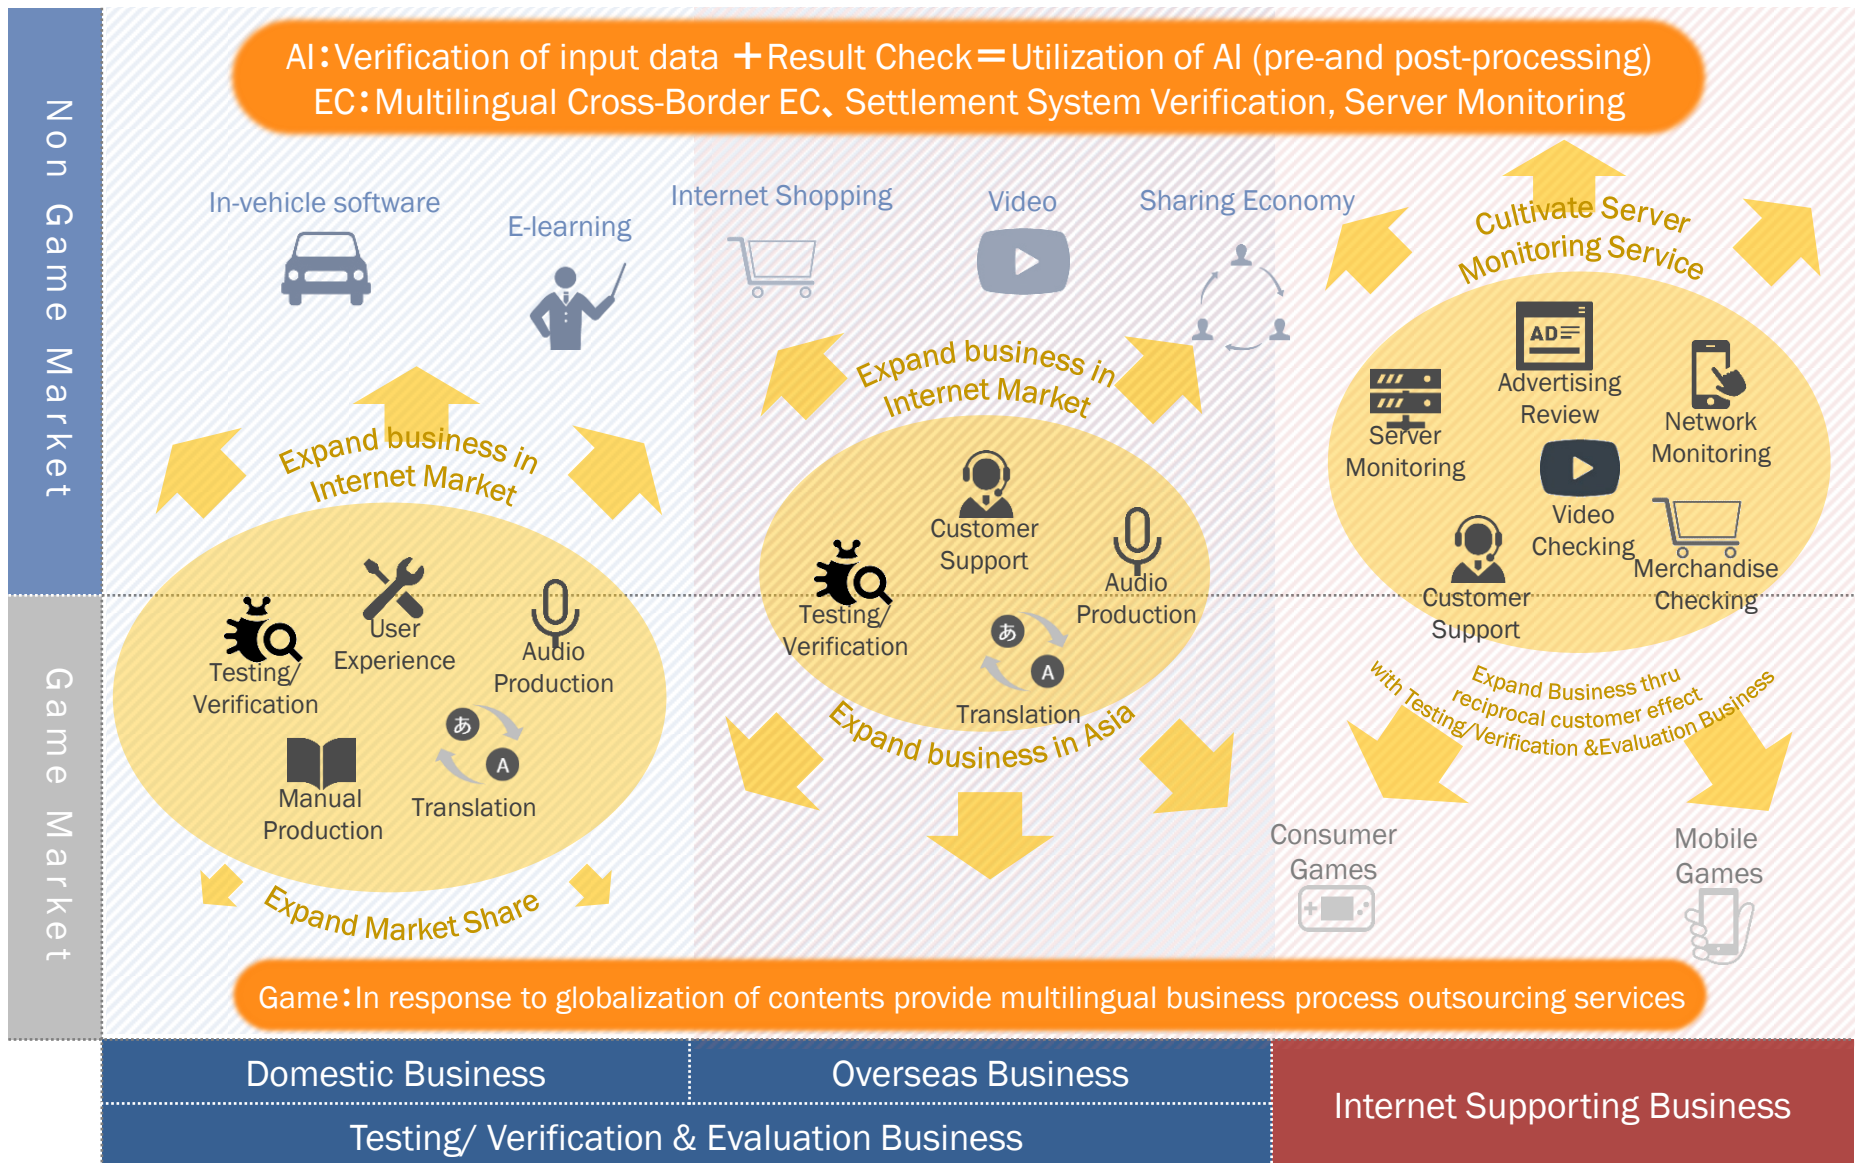 AI:Verification of input data +Result Check=Utilization of AI (pre-and post-processing)
EC:Multilingual Cross-Border EC、Settlement System Verification, Server Monitoring
Non Game Market
Game Market
In-vehicle software
E-learning
Internet Shopping
Video
Sharing Economy
Expand business in
Internet Market
Testing/
Verification
User
Experience
Audio
Production
Manual
Production
あ
A
Translation
Expand Market Share
Expand business in
Internet Market
Customer
Support
Testing/
Verification
Audio
Production
あ
A
Translation
Expand business in Asia
Cultivate Server
Monitoring Service
AD
Advertising
Review
Server
Monitoring
Network
Monitoring
Video
Checking
Customer
Support
Merchandise
Checking
Expand Business thru
reciprocal customer effect
with Testing/Verification &Evaluation Business
Consumer
Games
Mobile
Games
Game:In response to globalization of contents provide multilingual business process outsourcing services
Domestic Business
Overseas Business
Testing/ Verification & Evaluation Business
Internet Supporting Business